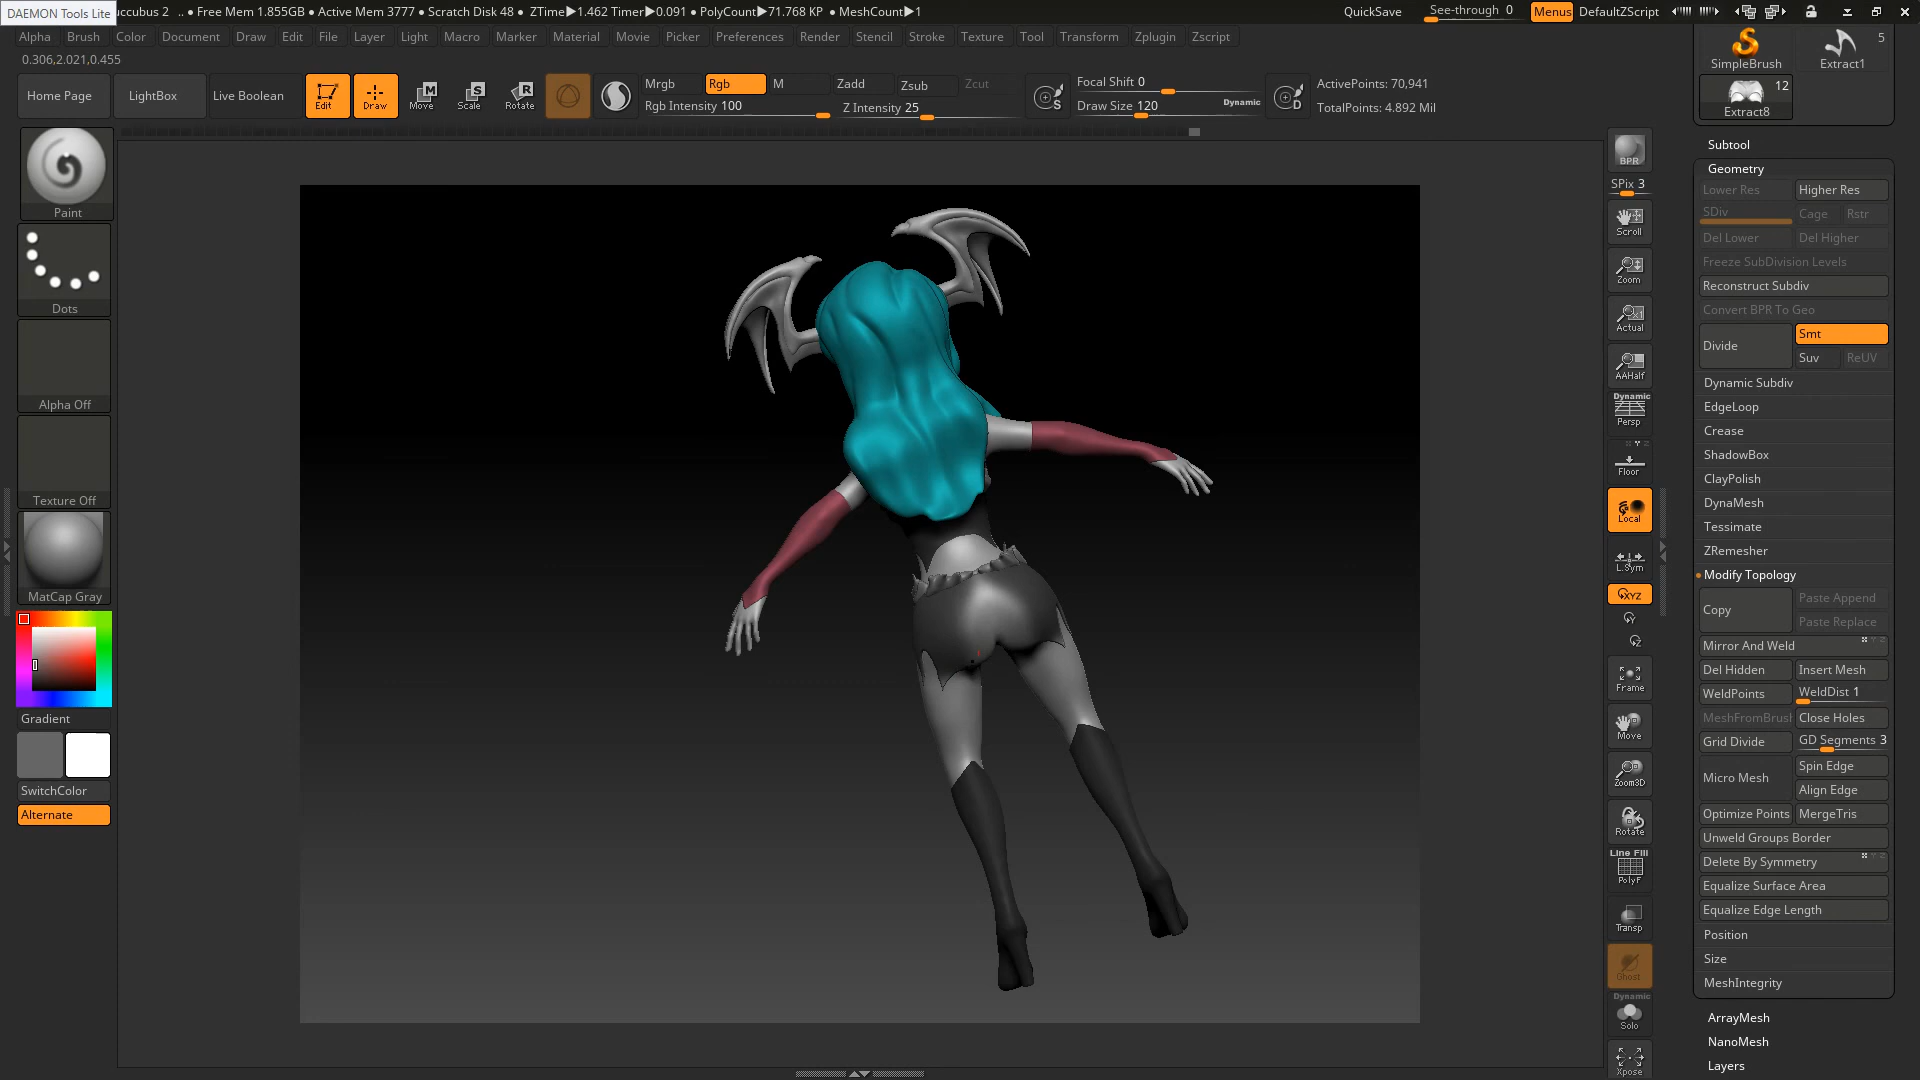 DAEMON Tools Lite
uccubus 2 .. ● Free Mem 1.855GB ● Active Mem 3777 ● Scratch Disk 48 ● ZTime▶1.462 Timer▶0.091 ● PolyCount▶71.768 KP ● MeshCount▶1
QuickSave See-through 0 Menus DefaultZScript
Alpha Brush Color Document Draw Edit File Layer Light Macro Marker Material Movie Picker Preferences Render Stencil Stroke Texture Tool Transform Zplugin Zscript
0.306,2.021,0.455
Home Page LightBox Live Boolean Edit Draw Move Scale Rotate
M S R
Mrgb Rgb M Zadd Zsub Zcut
Rgb Intensity 100 Z Intensity 25
S
Focal Shift 0
Draw Size 120 Dynamic
D
ActivePoints: 70,941
TotalPoints: 4.892 Mil
SimpleBrush
5
Extract1
12
Extract8
Paint
Dots
Alpha Off
Texture Off
MatCap Gray
Gradient
SwitchColor
Alternate
BPR
SPix 3
Scroll
Zoom
Actual
AAHalf
Dynamic
Persp
Floor
Local
L.Sym
XYZ
Y
Z
Frame
Move
Zoom3D
Rotate
Line Fill
PolyF
Transp
Ghost
Dynamic
Solo
Xpose
Subtool
Geometry
Lower Res Higher Res
SDiv Cage Rstr
Del Lower Del Higher
Freeze SubDivision Levels
Reconstruct Subdiv
Convert BPR To Geo
Divide Smt
Suv ReUV
Dynamic Subdiv
EdgeLoop
Crease
ShadowBox
ClayPolish
DynaMesh
Tessimate
ZRemesher
Modify Topology
Copy Paste Append
Paste Replace
Mirror And Weld
Del Hidden Insert Mesh
WeldPoints WeldDist 1
MeshFromBrush Close Holes
Grid Divide GD Segments 3
Micro Mesh Spin Edge
Align Edge
Optimize Points MergeTris
Unweld Groups Border
Delete By Symmetry
Equalize Surface Area
Equalize Edge Length
Position
Size
MeshIntegrity
ArrayMesh
NanoMesh
Layers